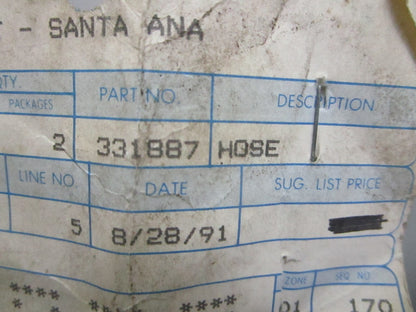 - SANTA ANA
QTY
PACKAGES PART NO DESCRIPTION
2 331887 HOSE
LINE NO DATE SUG. LIST PRICE
5 8/28/91
ZONE SEQ NO
**** **** ****
01 179